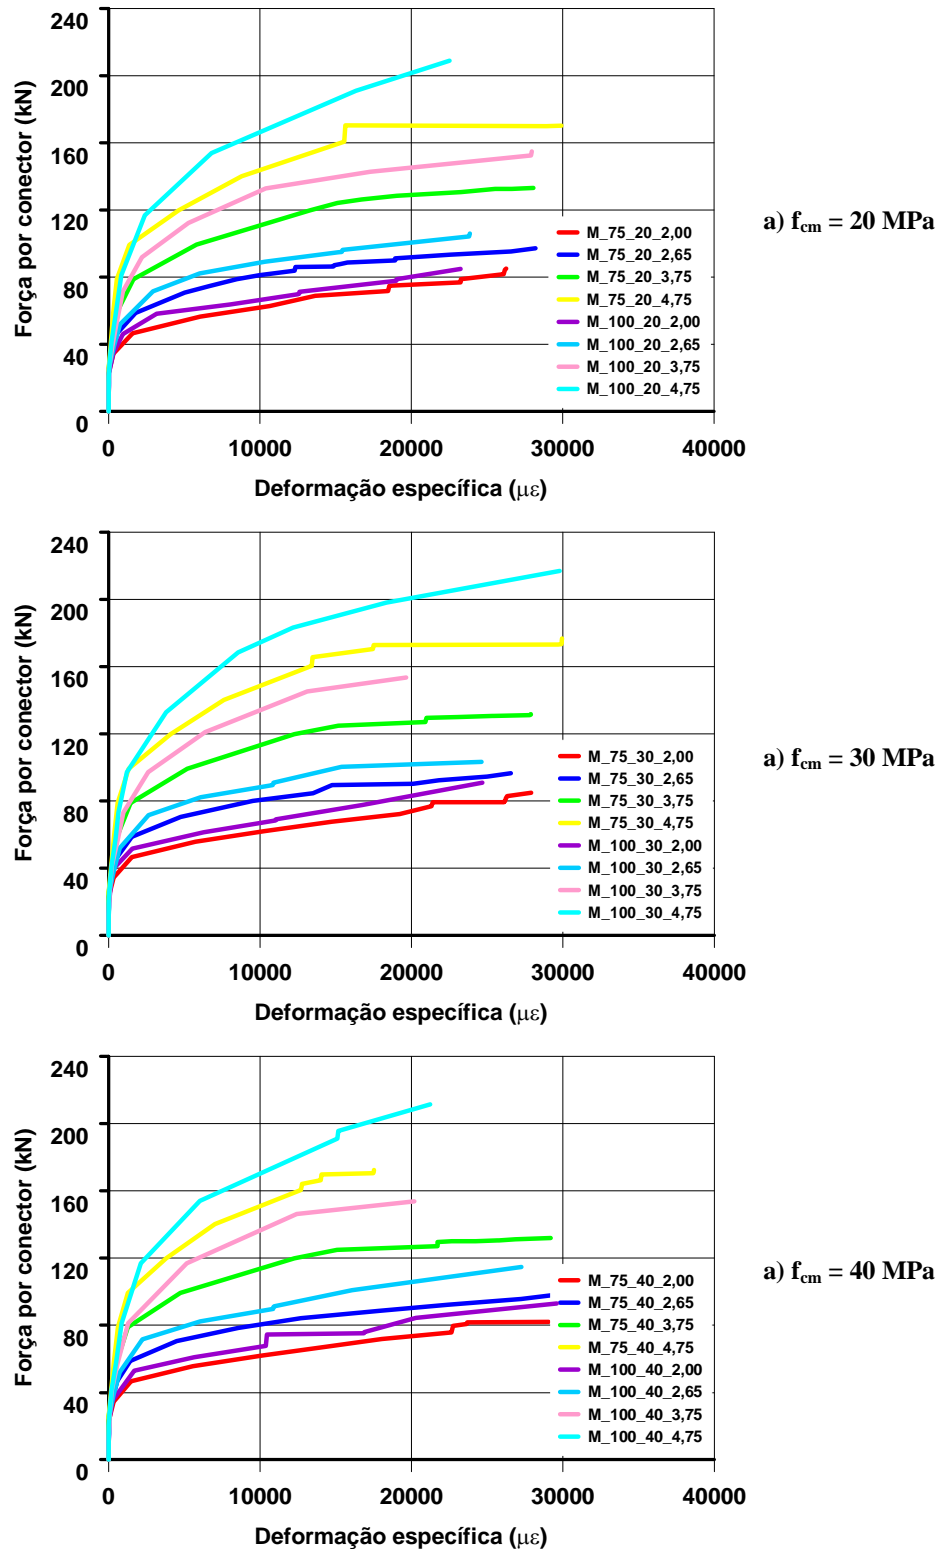 240
200
160
120
80
40
0
Força por conector (kN)
M_75_20_2,00
M_75_20_2,65
M_75_20_3,75
M_75_20_4,75
M_100_20_2,00
M_100_20_2,65
M_100_20_3,75
M_100_20_4,75
0 10000 20000 30000 40000
Deformação específica (με)
a) fcm = 20 MPa
240
200
160
120
80
40
0
Força por conector (kN)
M_75_30_2,00
M_75_30_2,65
M_75_30_3,75
M_75_30_4,75
M_100_30_2,00
M_100_30_2,65
M_100_30_3,75
M_100_30_4,75
0 10000 20000 30000 40000
Deformação específica (με)
a) fcm = 30 MPa
240
200
160
120
80
40
0
Força por conector (kN)
M_75_40_2,00
M_75_40_2,65
M_75_40_3,75
M_75_40_4,75
M_100_40_2,00
M_100_40_2,65
M_100_40_3,75
M_100_40_4,75
0 10000 20000 30000 40000
Deformação específica (με)
a) fcm = 40 MPa